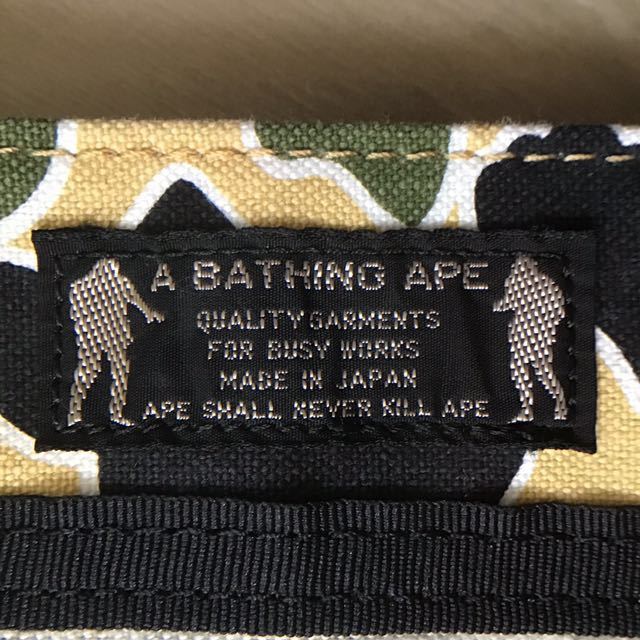 A BATHING APE
QUALITY GARMENTS
FOR BUSY WORKS
MADE IN JAPAN
APE SHALL NEVER KILL APE